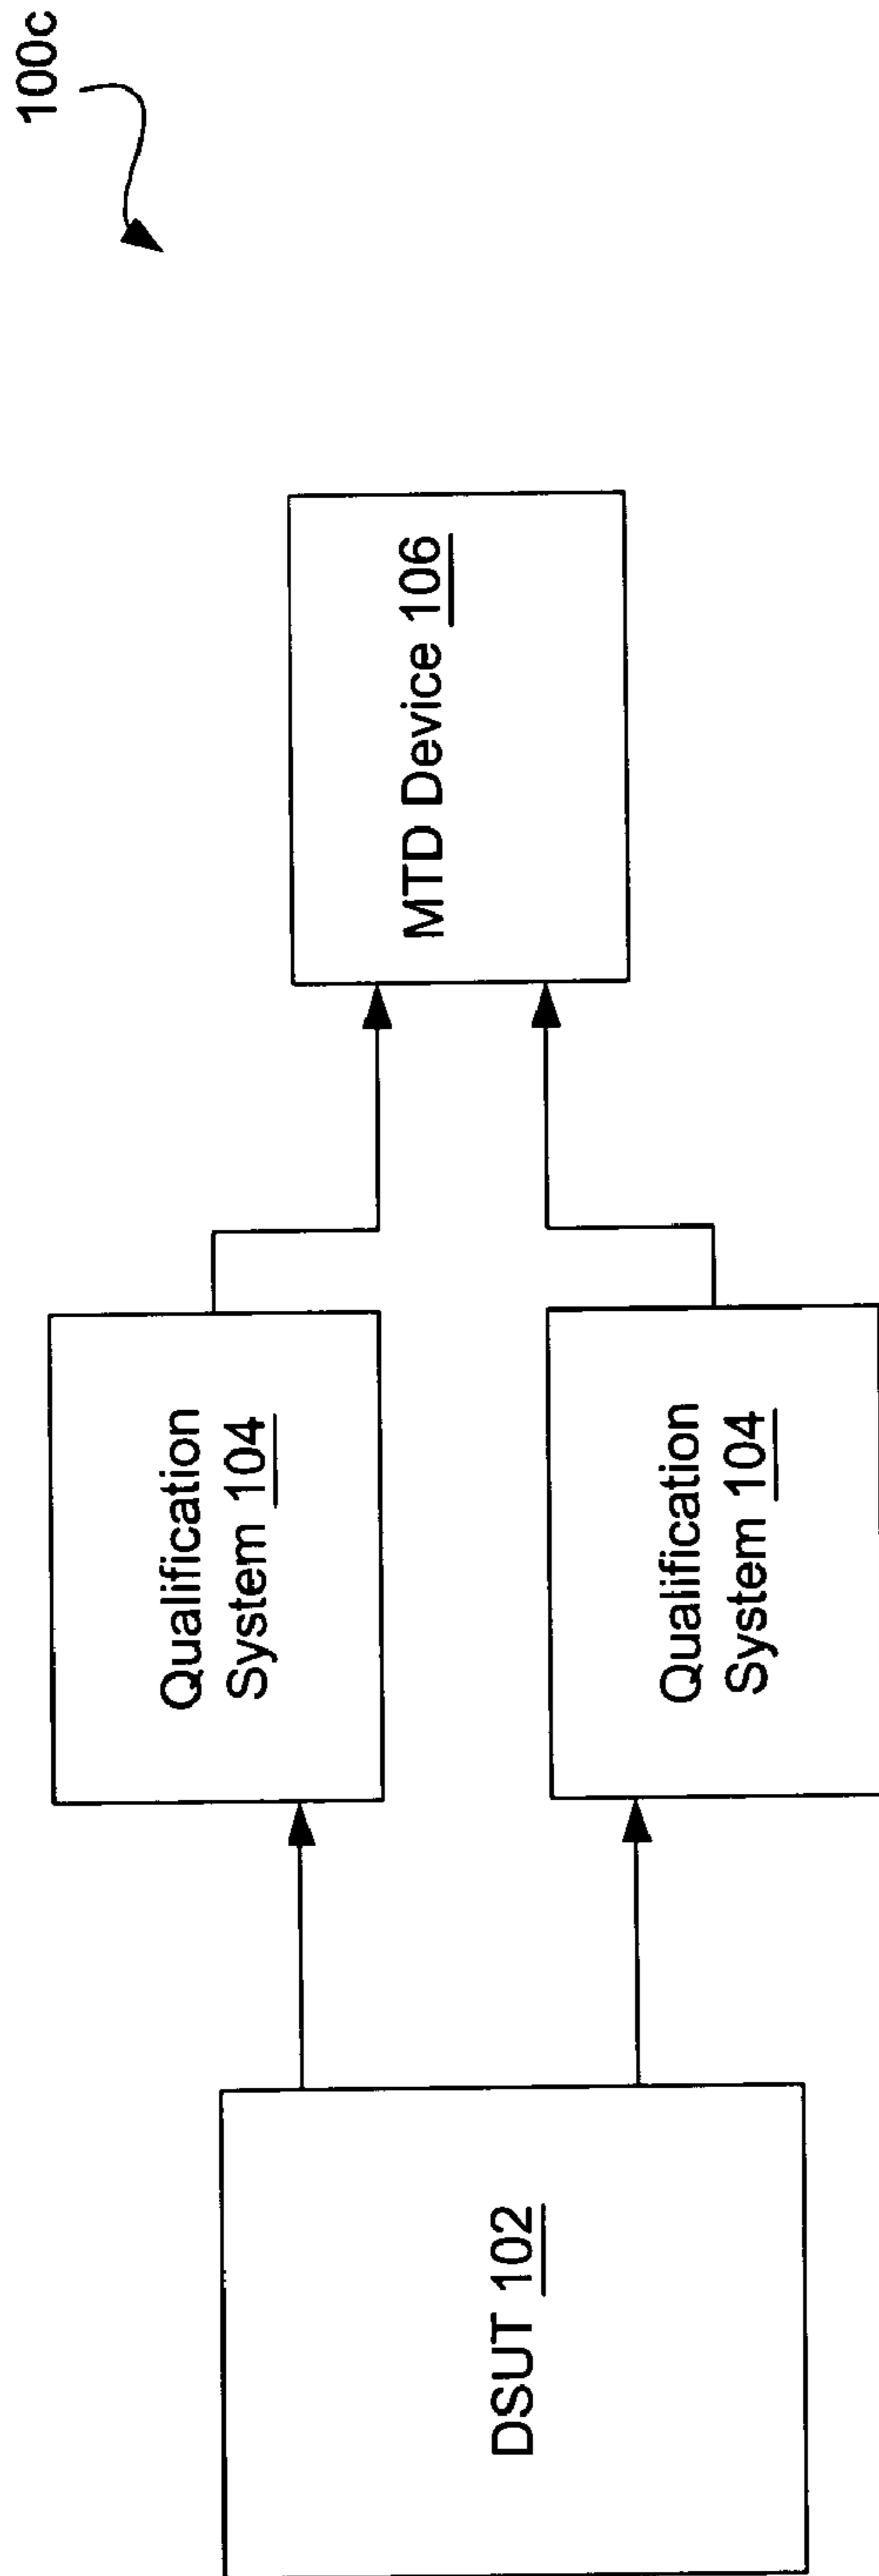 100c
DSUT 102
Qualification
System 104
Qualification
System 104
MTD Device 106